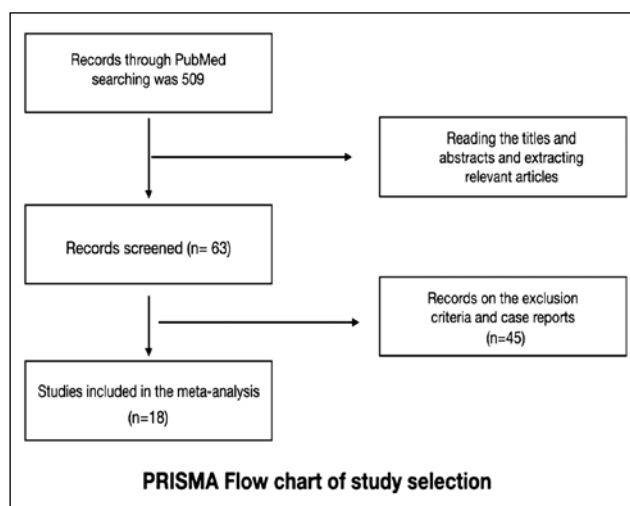 Records through PubMed
searching was 509
Reading the titles and
abstracts and extracting
relevant articles
Records screened (n= 63)
Records on the exclusion
criteria and case reports
(n=45)
Studies included in the meta-analysis
(n=18)
PRISMA Flow chart of study selection